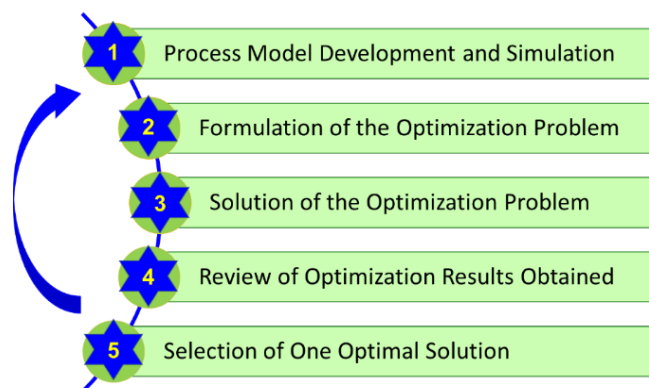 1 Process Model Development and Simulation
2 Formulation of the Optimization Problem
3 Solution of the Optimization Problem
4 Review of Optimization Results Obtained
5 Selection of One Optimal Solution